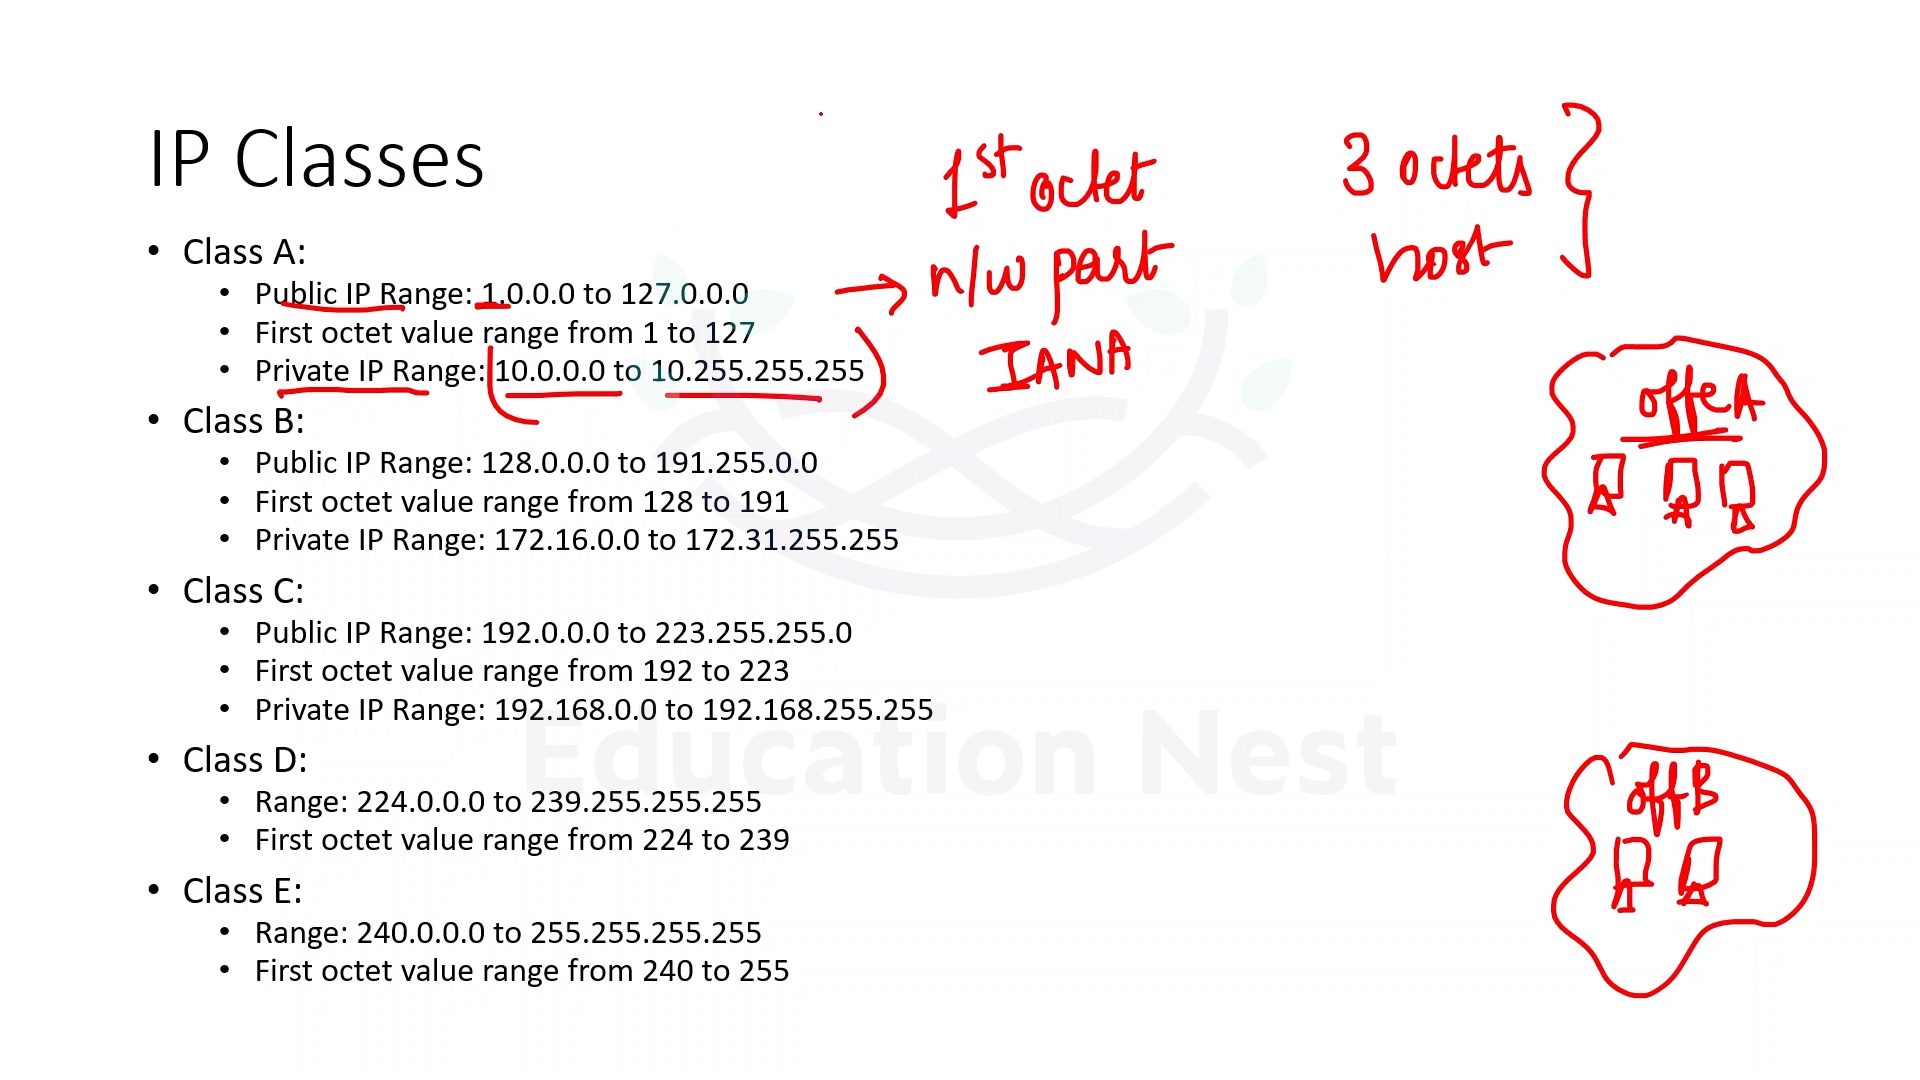 IP Classes
• Class A:
• Public IP Range: 1.0.0.0 to 127.0.0.0
• First octet value range from 1 to 127
• Private IP Range: 10.0.0.0 to 10.255.255.255
• Class B:
• Public IP Range: 128.0.0.0 to 191.255.0.0
• First octet value range from 128 to 191
• Private IP Range: 172.16.0.0 to 172.31.255.255
• Class C:
• Public IP Range: 192.0.0.0 to 223.255.255.0
• First octet value range from 192 to 223
• Private IP Range: 192.168.0.0 to 192.168.255.255
• Class D:
• Range: 224.0.0.0 to 239.255.255.255
• First octet value range from 224 to 239
• Class E:
• Range: 240.0.0.0 to 255.255.255.255
• First octet value range from 240 to 255
1st octet
n/w part
IANA
3 octets
host
offeA
offB
Education Nest